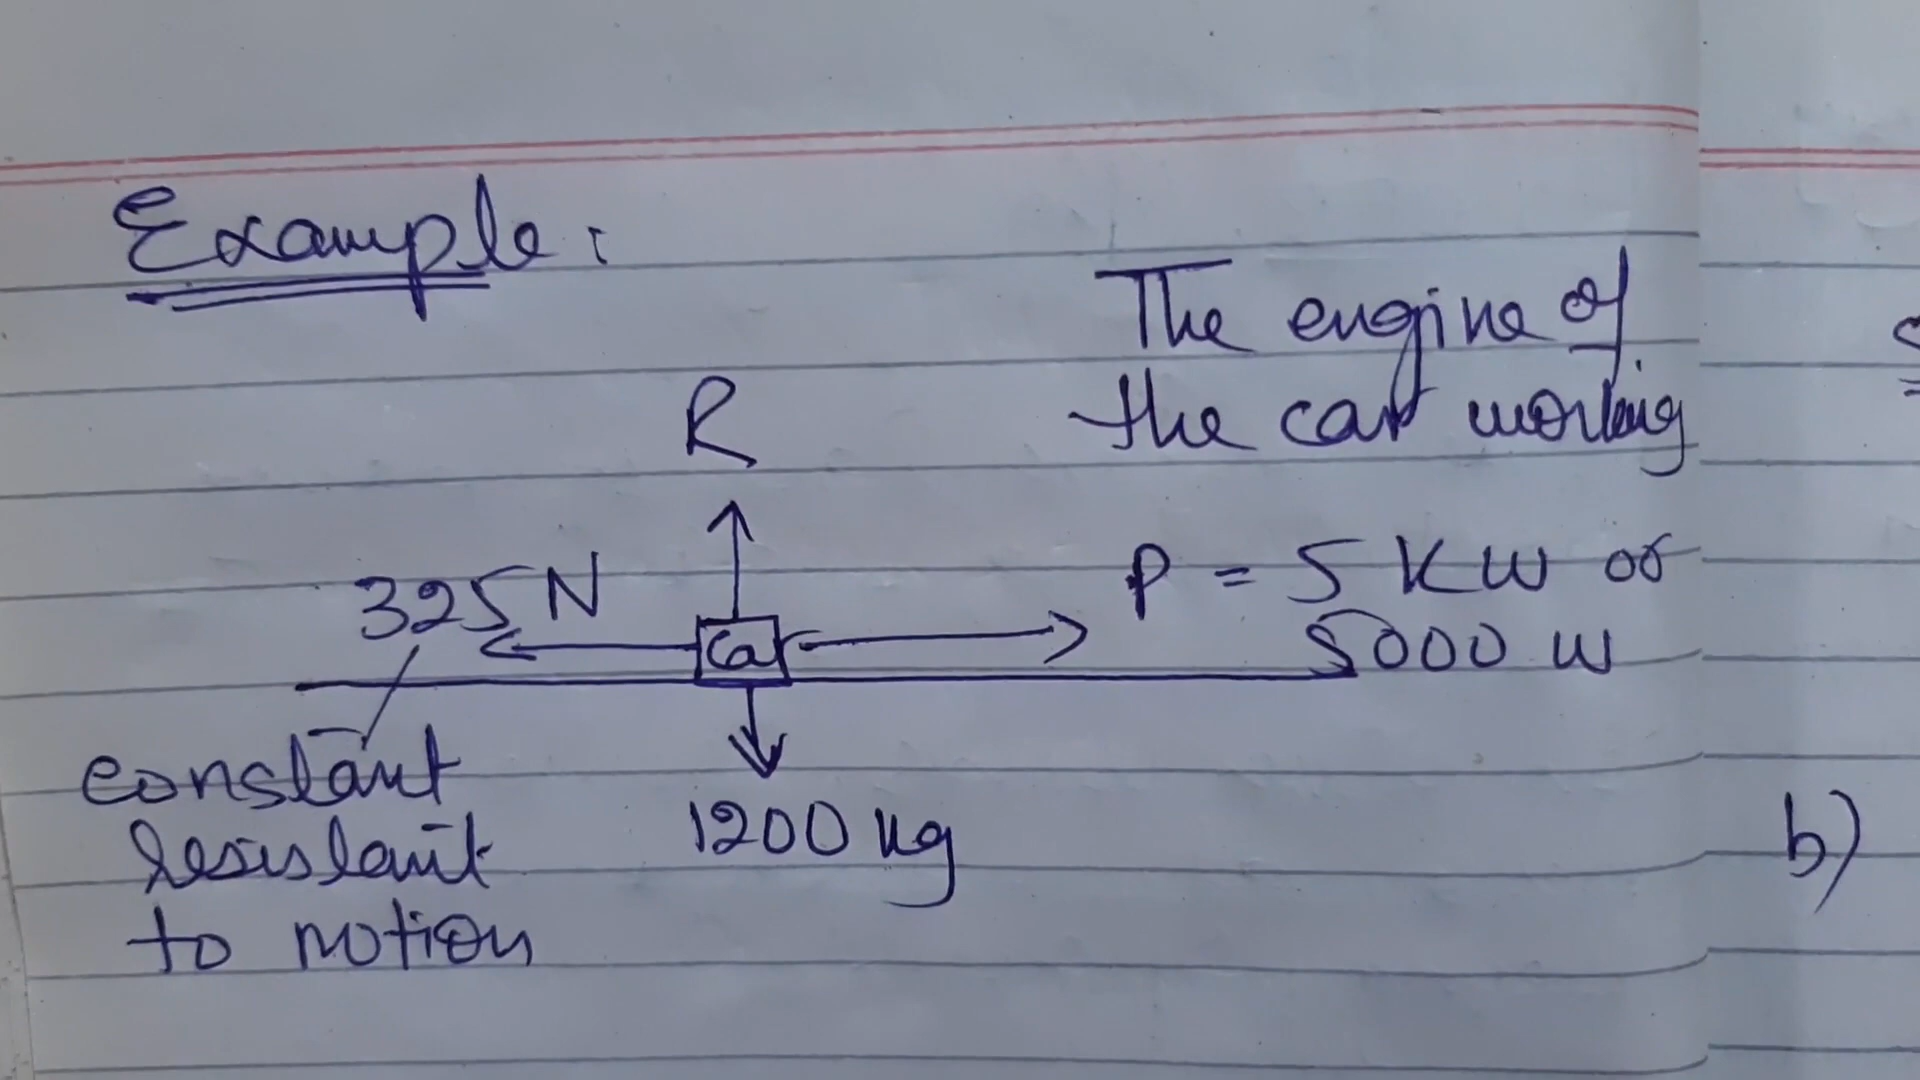 Example:
The engine of
the car working
R
325 N
P = 5 KW or
5000 W
Car
constant
resistant
to motion
1200 kg
b)